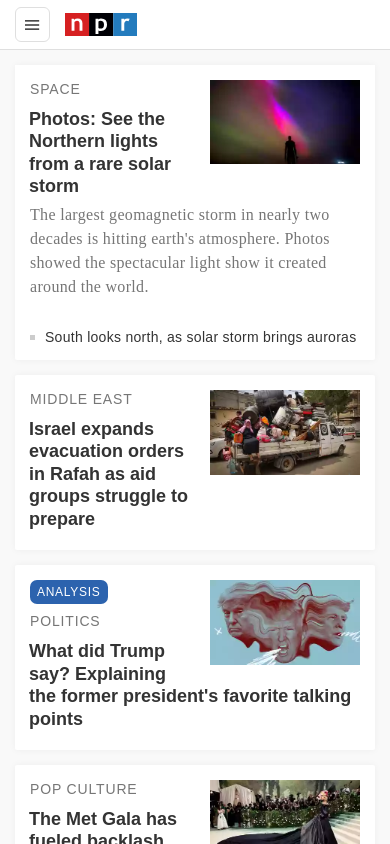 npr
SPACE
Photos: See the
Northern lights
from a rare solar
storm
The largest geomagnetic storm in nearly two
decades is hitting earth's atmosphere. Photos
showed the spectacular light show it created
around the world.
South looks north, as solar storm brings auroras
MIDDLE EAST
Israel expands
evacuation orders
in Rafah as aid
groups struggle to
prepare
ANALYSIS
POLITICS
What did Trump
say? Explaining
the former president's favorite talking
points
POP CULTURE
The Met Gala has
fueled backlash